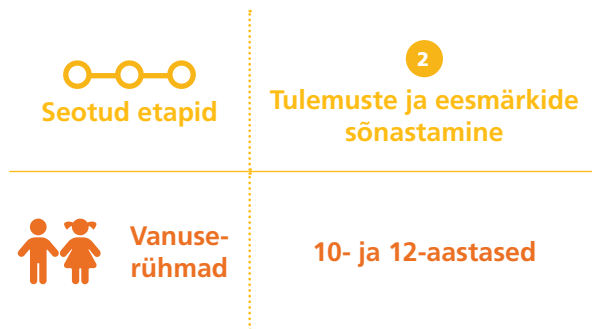 Seotud etapid
2
Tulemuste ja eesmärkide
sõnastamine
Vanuse-
rühmad
10- ja 12-aastased